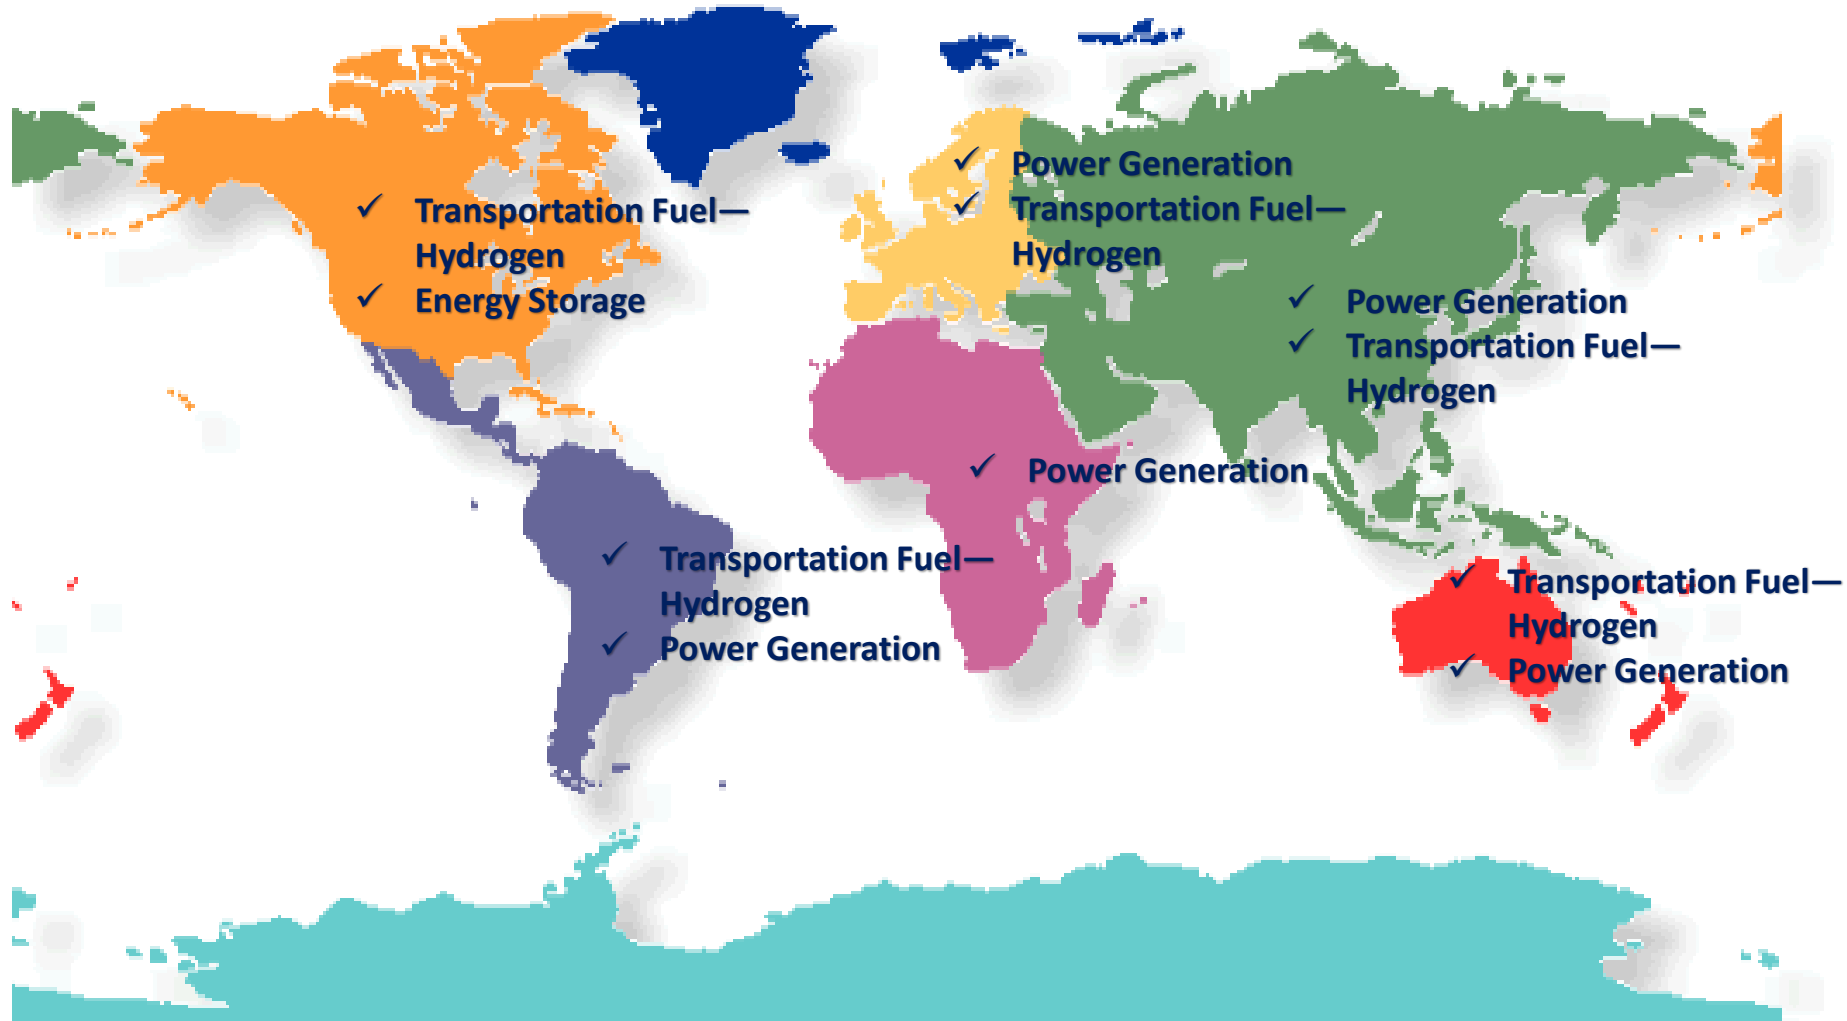 ✓ Transportation Fuel—
Hydrogen
✓ Energy Storage
✓ Power Generation
✓ Transportation Fuel—
Hydrogen
✓ Power Generation
✓ Transportation Fuel—
Hydrogen
✓ Power Generation
✓ Transportation Fuel—
Hydrogen
✓ Power Generation
✓ Transportation Fuel—
Hydrogen
✓ Power Generation